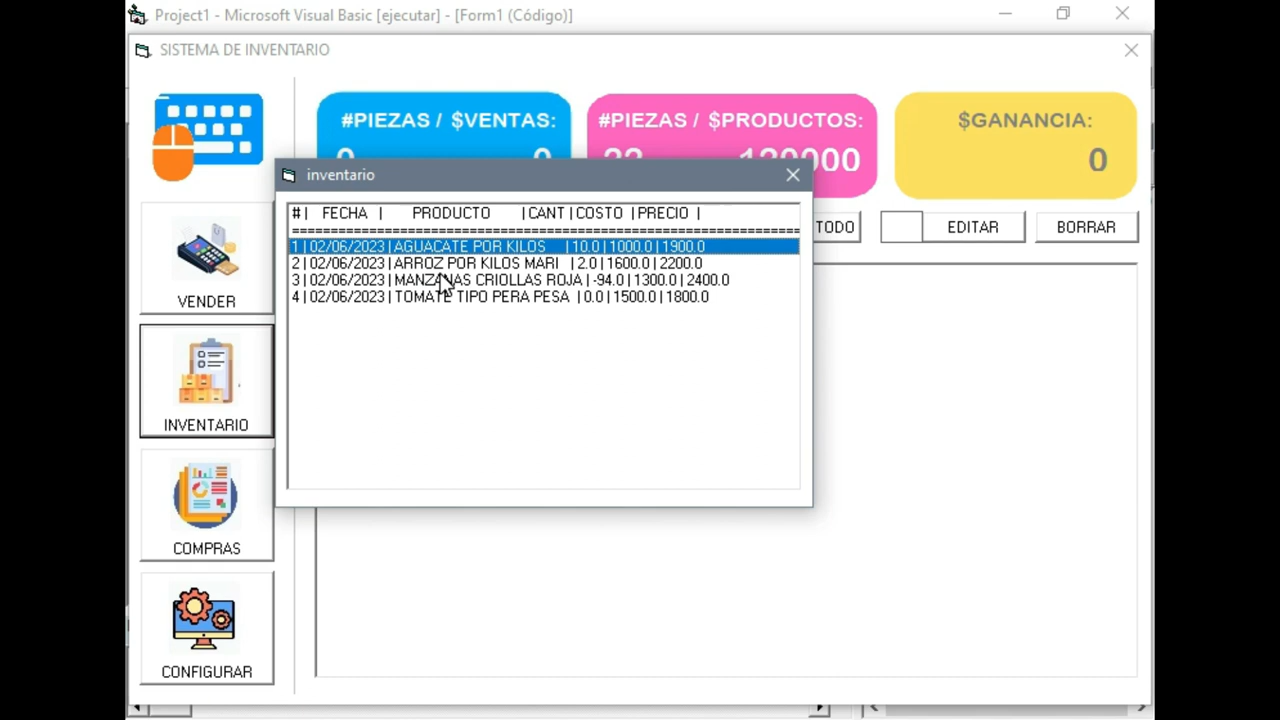 Project1 - Microsoft Visual Basic [ejecutar] - [Form1 (Código)]
SISTEMA DE INVENTARIO
#PIEZAS / $VENTAS:
#PIEZAS / $PRODUCTOS:
$GANANCIA:
0
inventario
#| FECHA | PRODUCTO |CANT |COSTO |PRECIO |
============================================================
1 | 02/06/2023 | AGUACATE POR KILOS | 10.0 | 1000.0 | 1900.0
2 | 02/06/2023 | ARROZ POR KILOS MARI | 2.0 | 1600.0 | 2200.0
3 | 02/06/2023 | MANZANAS CRIOLLAS ROJA | -94.0 | 1300.0 | 2400.0
4 | 02/06/2023 | TOMATE TIPO PERA PESA | 0.0 | 1500.0 | 1800.0
TODO
EDITAR
BORRAR
VENDER
INVENTARIO
COMPRAS
CONFIGURAR